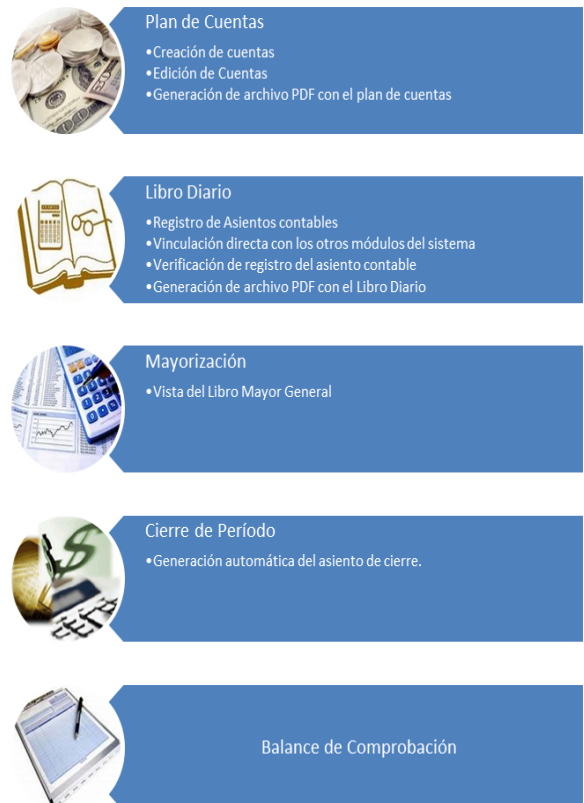 Plan de Cuentas
•Creación de cuentas
•Edición de Cuentas
•Generación de archivo PDF con el plan de cuentas
Libro Diario
•Registro de Asientos contables
•Vinculación directa con los otros módulos del sistema
•Verificación de registro del asiento contable
•Generación de archivo PDF con el Libro Diario
Mayorización
•Vista del Libro Mayor General
Cierre de Período
•Generación automática del asiento de cierre.
Balance de Comprobación